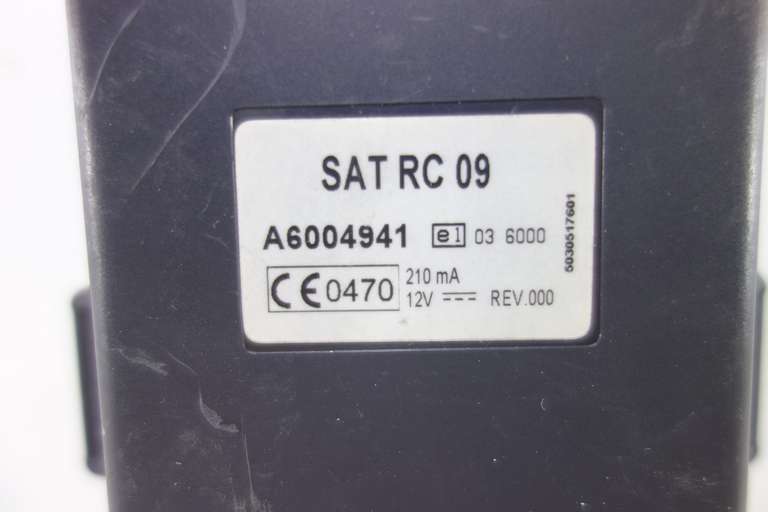 SAT RC 09
A6004941 e1 03 6000
CE 0470 210 mA
12V REV.000
5030517601